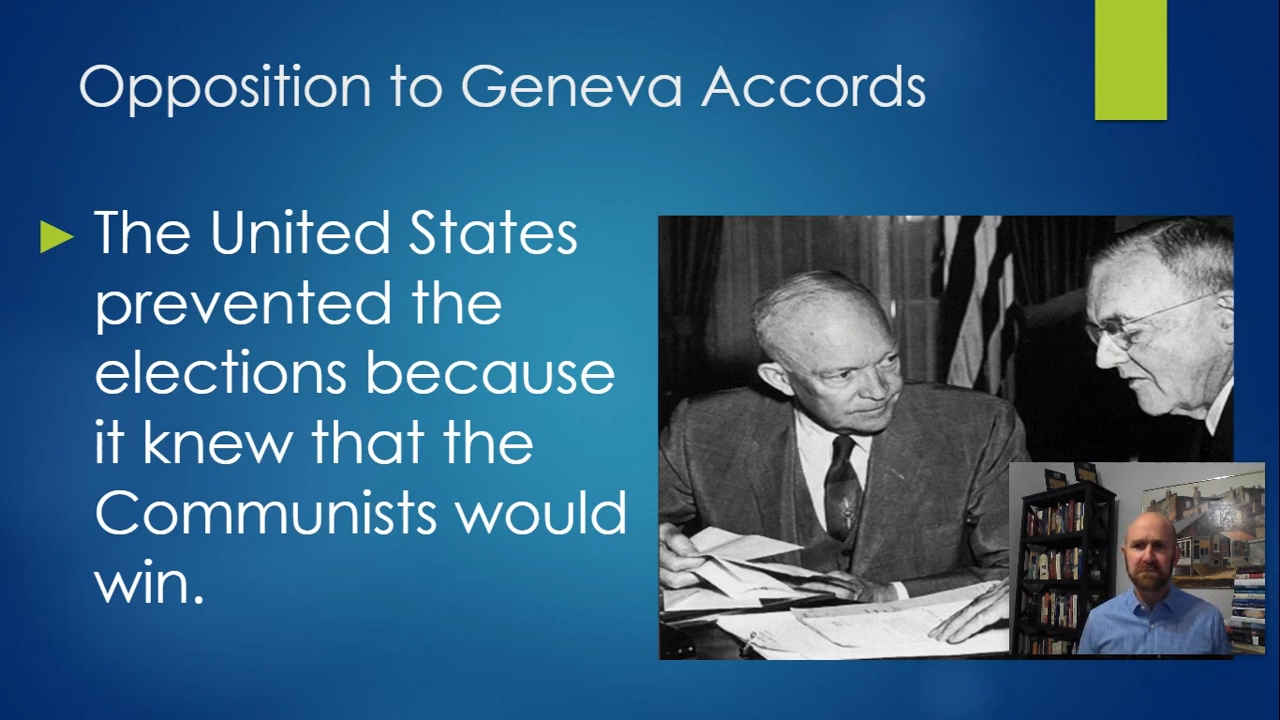 Opposition to Geneva Accords
The United States
prevented the
elections because
it knew that the
Communists would
win.